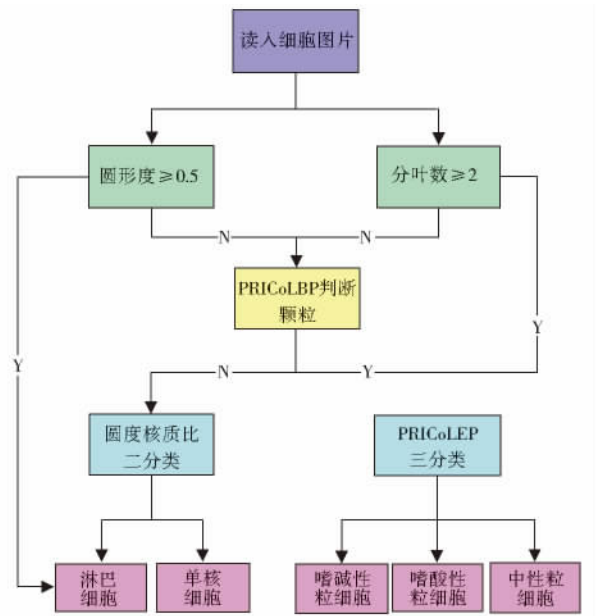 读入细胞图片
圆形度≥0.5
分叶数≥2
N
N
PRICoLBP判断
颗粒
Y
Y
N
Y
圆度核质比
二分类
PRICoLEP
三分类
淋巴
细胞
单核
细胞
嗜碱性
粒细胞
嗜酸性
粒细胞
中性粒
细胞